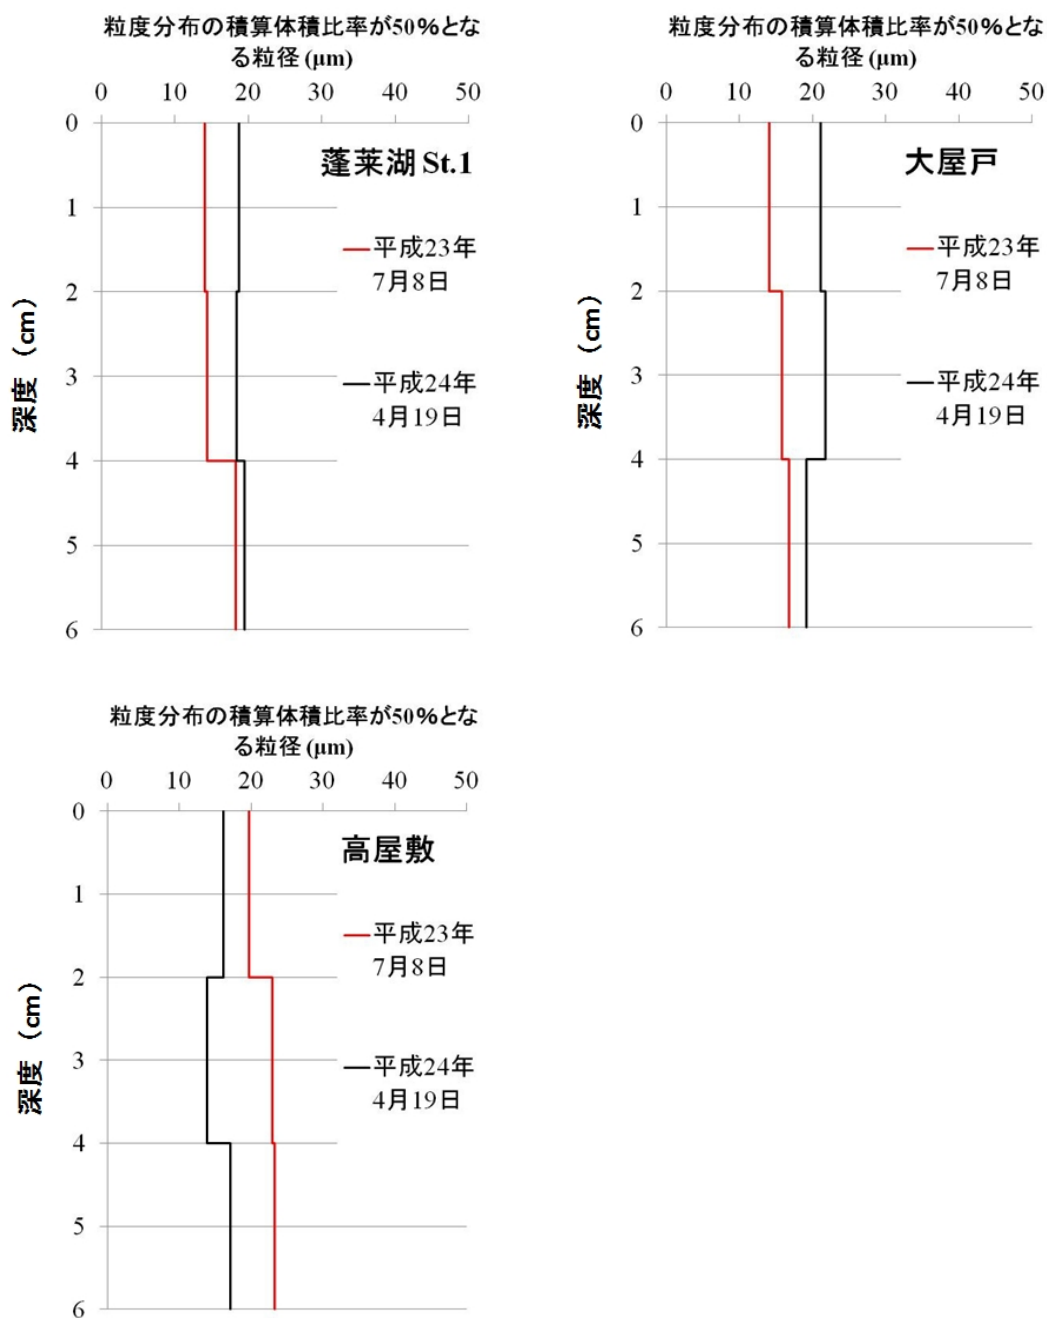 粒度分布の積算体積比率が50%とな
る粒径 (μm)
0 10 20 30 40 50
0
1
2
3
4
5
6
深度 （cm）
蓬莱湖 St.1
平成23年
7月8日
平成24年
4月19日
粒度分布の積算体積比率が50%とな
る粒径 (μm)
0 10 20 30 40 50
0
1
2
3
4
5
6
深度 （cm）
大屋戸
平成23年
7月8日
平成24年
4月19日
粒度分布の積算体積比率が50%とな
る粒径 (μm)
0 10 20 30 40 50
0
1
2
3
4
5
6
深度 （cm）
高屋敷
平成23年
7月8日
平成24年
4月19日